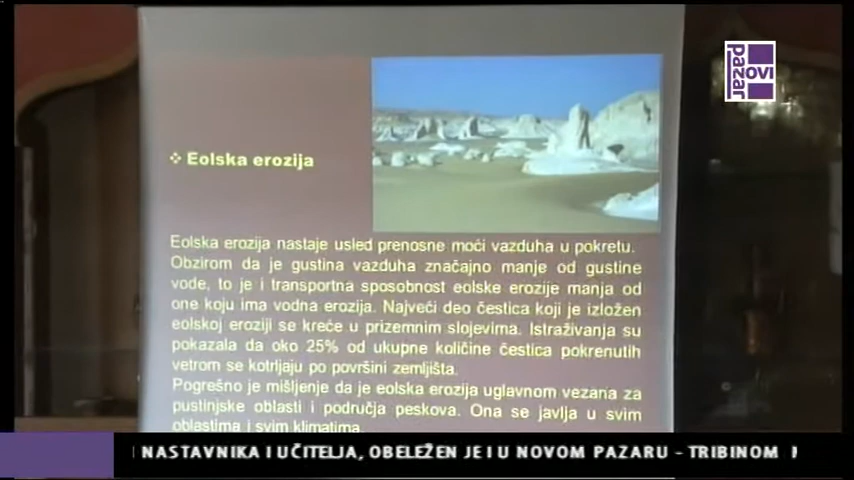 pazar
OVI
❖ Eolska erozija
Eolska erozija nastaje usled prenosne moći vazduha u pokretu.
Obzirom da je gustina vazduha značajno manje od gustine
vode, to je i transportna sposobnost eolske erozije manja od
one koju ima vodna erozija. Najveći deo čestica koji je izložen
eolskoj eroziji se kreće u prizemnim slojevima. Istraživanja su
pokazala da oko 25% od ukupne količine čestica pokrenutih
vetrom se kotrljaju po površini zemljišta.
Pogrešno je mišljenje da je eolska erozija uglavnom vezana za
pustinjske oblasti i područja peskova. Ona se javlja u svim
oblastima i svim klimatima.
NASTAVNIKA I UČITELJA, OBELEŽEN JE I U NOVOM PAZARU - TRIBINOM